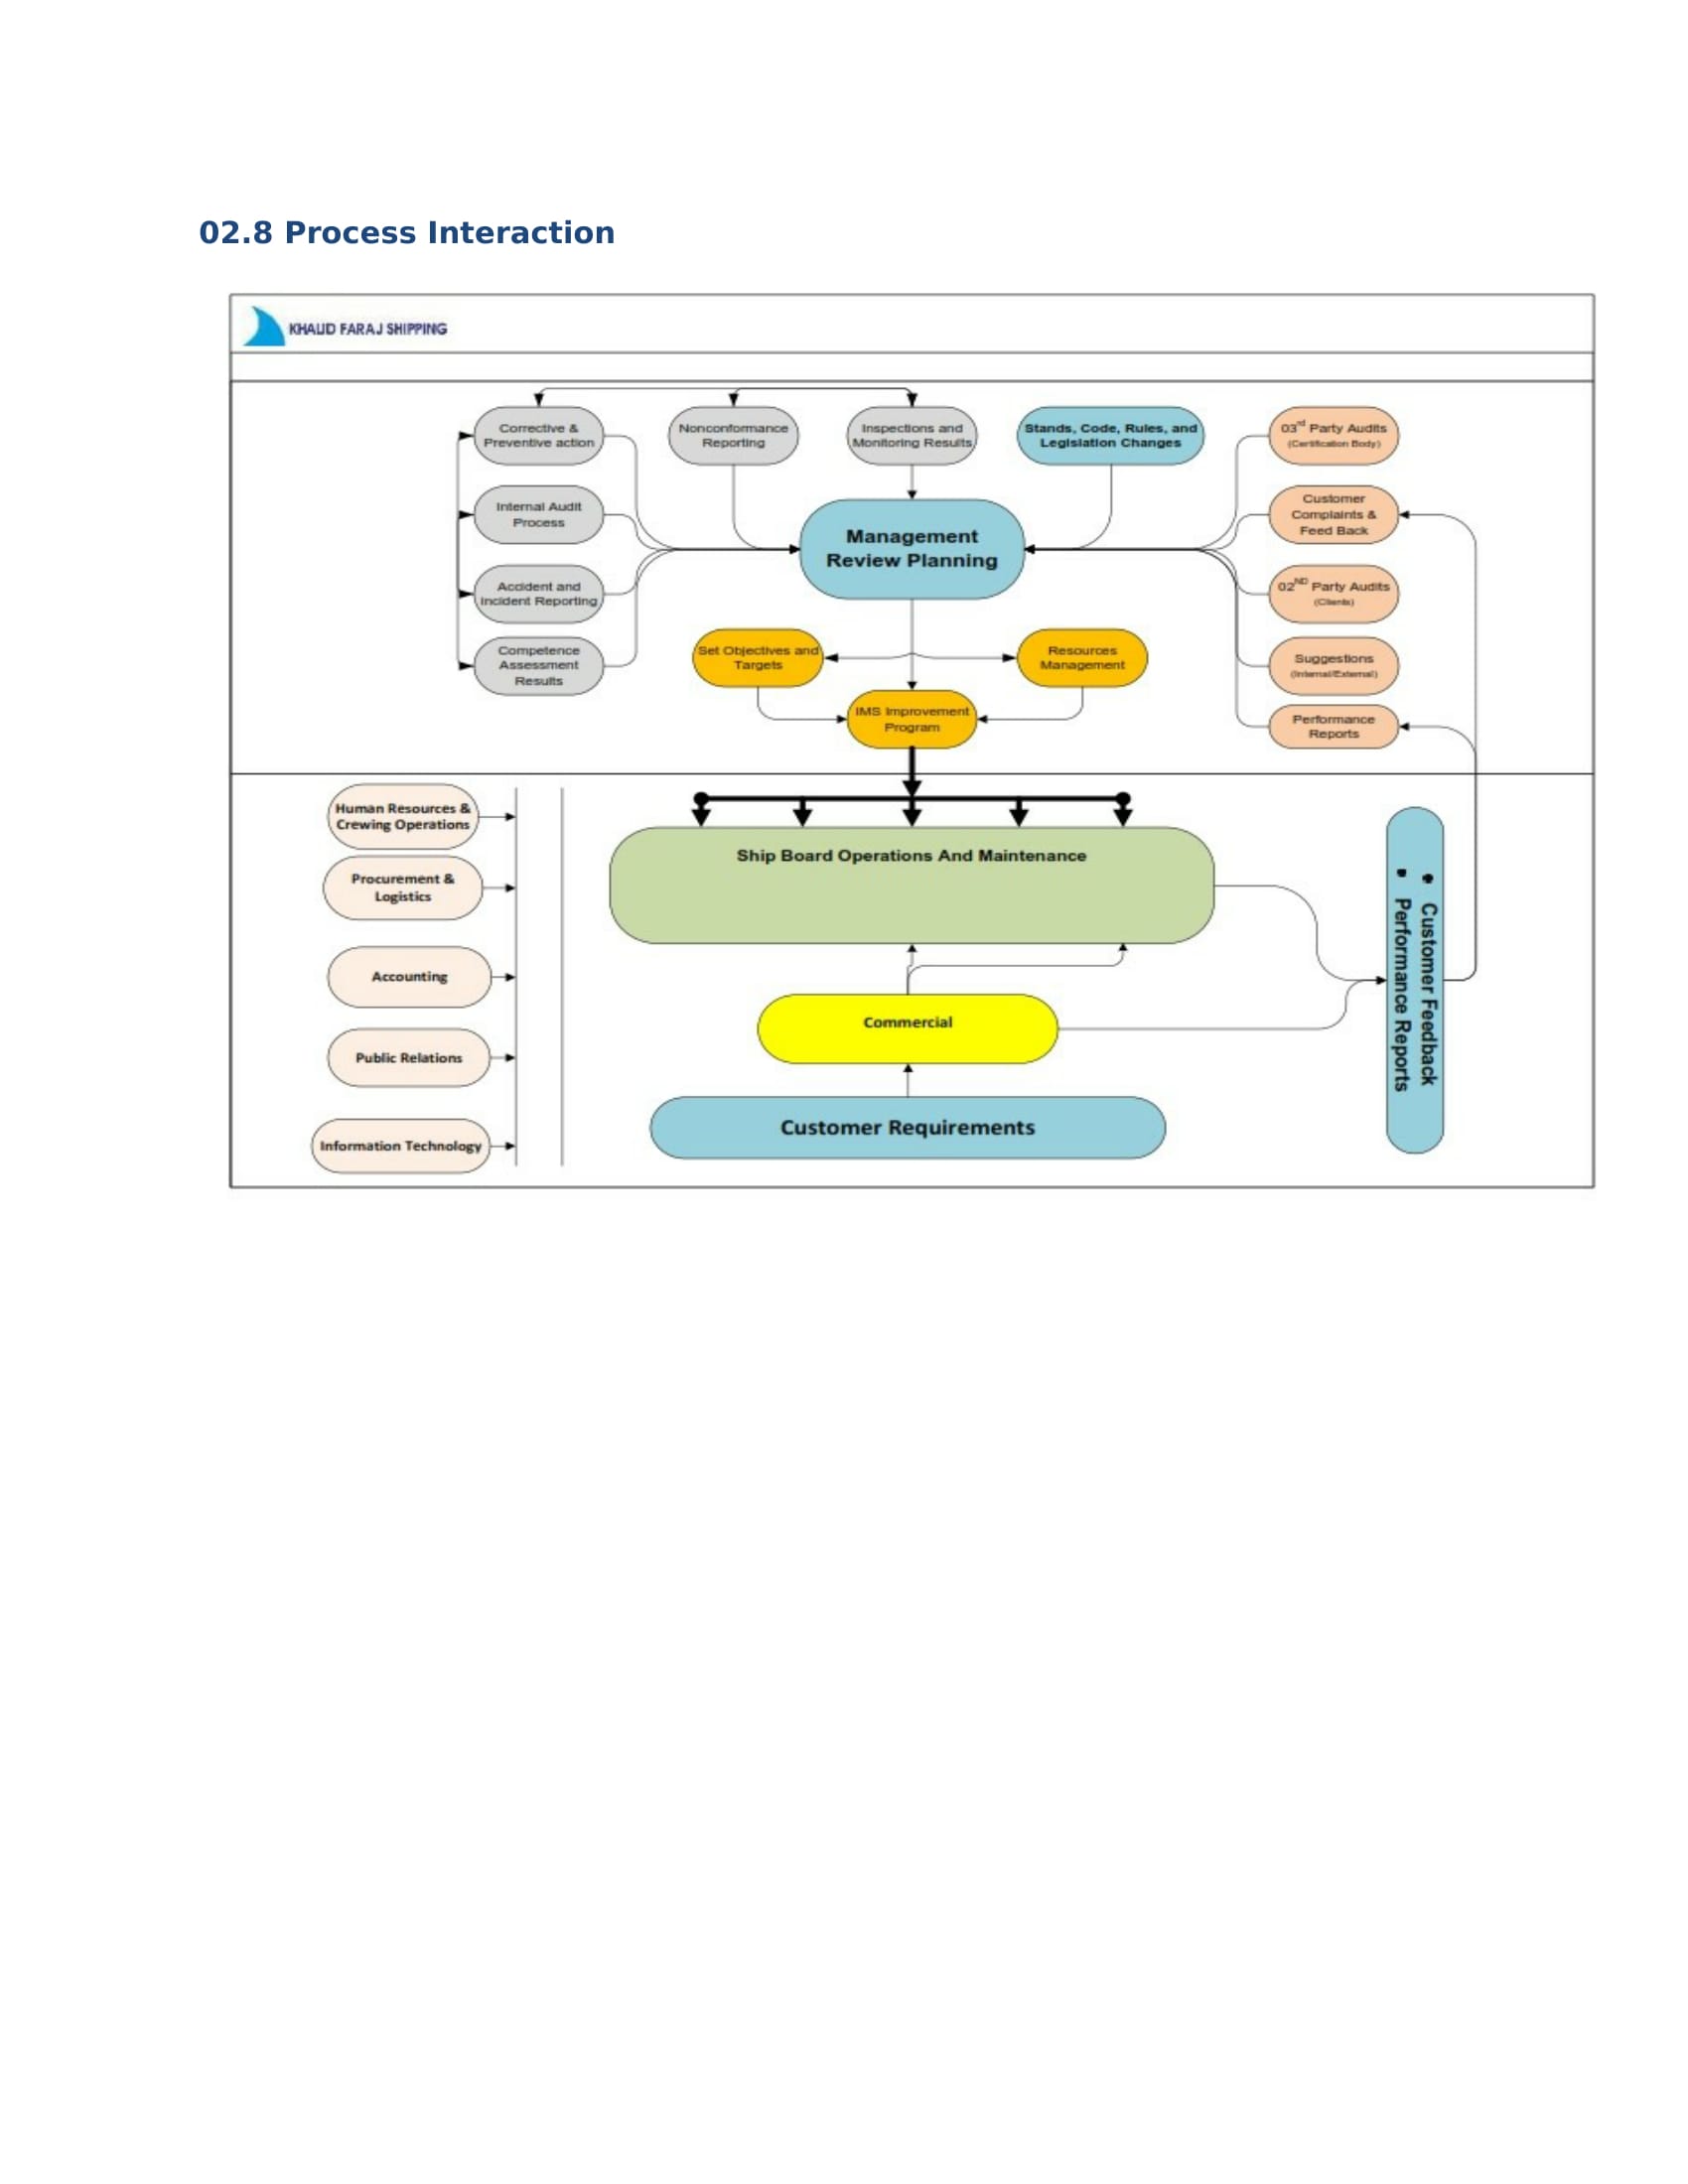 02.8 Process Interaction
KHALID FARAJ SHIPPING
Corrective &
Preventive action
Nonconformance
Reporting
Inspections and
Monitoring Results
Stands, Code, Rules, and
Legislation Changes
03rd Party Audits
(Certification Body)
Internal Audit
Process
Customer
Complaints &
Feed Back
Management
Review Planning
Accident and
Incident Reporting
02ND Party Audits
(Clients)
Competence
Assessment
Results
Set Objectives and
Targets
Resources
Management
Suggestions
(Internal/External)
IMS Improvement
Program
Performance
Reports
Human Resources &
Crewing Operations
Procurement &
Logistics
Accounting
Public Relations
Information Technology
Ship Board Operations And Maintenance
Commercial
Customer Requirements
• Customer Feedback
• Performance Reports